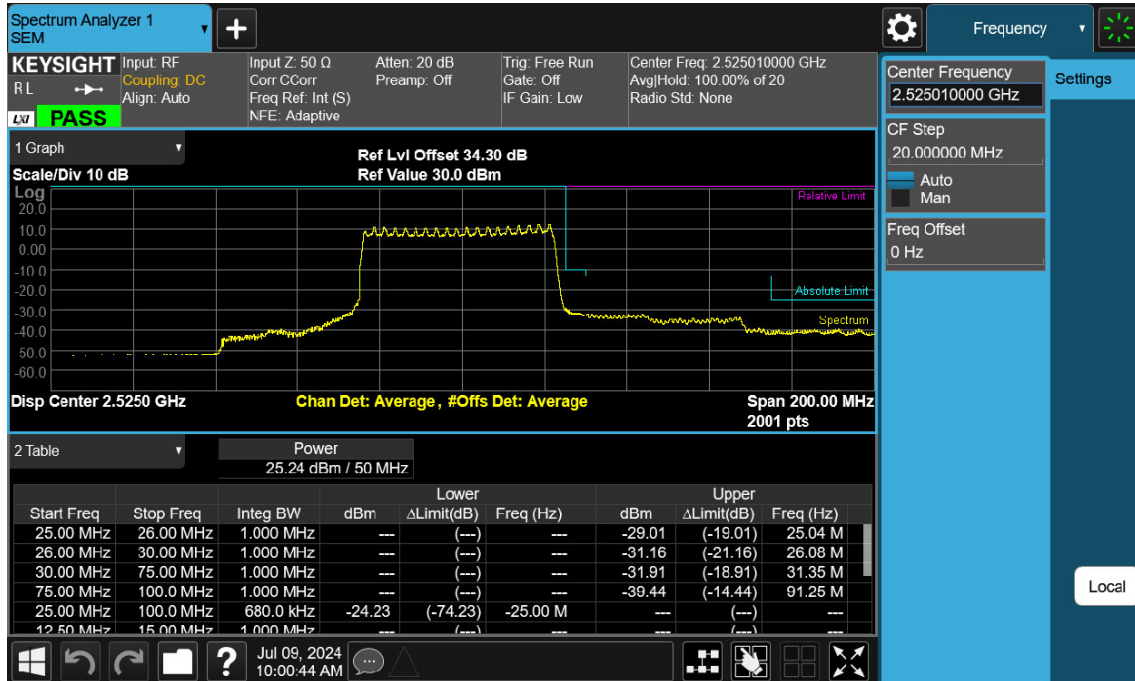 Spectrum Analyzer 1
SEM
Frequency
KEYSIGHT
R L
LXI
PASS
Input: RF
Coupling: DC
Align: Auto
Input Z: 50 Ω
Corr CCorr
Freq Ref: Int (S)
NFE: Adaptive
Atten: 20 dB
Preamp: Off
Trig: Free Run
Gate: Off
IF Gain: Low
Center Freq: 2.525010000 GHz
Avg|Hold: 100.00% of 20
Radio Std: None
Center Frequency
2.525010000 GHz
Settings
CF Step
20.000000 MHz
Auto
Man
Freq Offset
0 Hz
Local
1 Graph
Scale/Div 10 dB
Ref Lvl Offset 34.30 dB
Ref Value 30.0 dBm
Log
20.0
10.0
0.00
-10.0
-20.0
-30.0
-40.0
50.0
-60.0
Relative Limit
Absolute Limit
Spectrum
Disp Center 2.5250 GHz
Chan Det: Average , #Offs Det: Average
Span 200.00 MHz
2001 pts
2 Table
Power
25.24 dBm / 50 MHz
Lower Upper
Start Freq Stop Freq Integ BW dBm ΔLimit(dB) Freq (Hz) dBm ΔLimit(dB) Freq (Hz)
25.00 MHz 26.00 MHz 1.000 MHz --- (---) --- -29.01 (-19.01) 25.04 M
26.00 MHz 30.00 MHz 1.000 MHz --- (---) --- -31.16 (-21.16) 26.08 M
30.00 MHz 75.00 MHz 1.000 MHz --- (---) --- -31.91 (-18.91) 31.35 M
75.00 MHz 100.0 MHz 1.000 MHz --- (---) --- -39.44 (-14.44) 91.25 M
25.00 MHz 100.0 MHz 680.0 kHz -24.23 (-74.23) -25.00 M --- (---) ---
12.50 MHz 15.00 MHz 1.000 MHz --- (---) --- --- (---) ---
?
Jul 09, 2024
10:00:44 AM